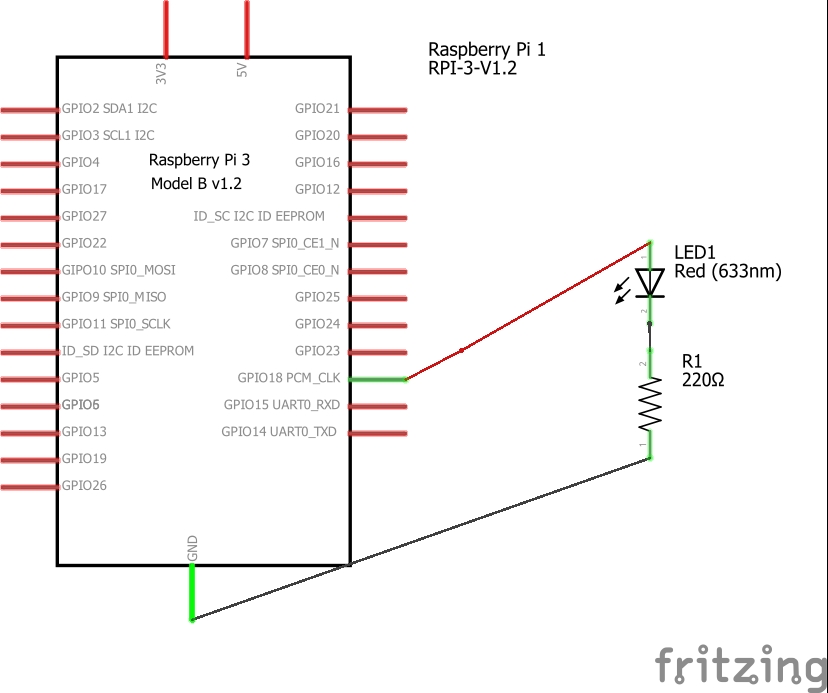 3V3
5V
Raspberry Pi 1
RPI-3-V1.2
GPIO2 SDA1 I2C
GPIO21
GPIO3 SCL1 I2C
GPIO20
GPIO4
Raspberry Pi 3
GPIO16
GPIO17
Model B v1.2
GPIO12
GPIO27
ID_SC I2C ID EEPROM
GPIO22
GPIO7 SPI0_CE1_N
LED1
Red (633nm)
1
GIPO10 SPI0_MOSI
GPIO8 SPI0_CE0_N
GPIO9 SPI0_MISO
GPIO25
2
GPIO11 SPI0_SCLK
GPIO24
ID_SD I2C ID EEPROM
GPIO23
2
R1
220Ω
GPIO5
GPIO18 PCM_CLK
GPIO6
GPIO15 UART0_RXD
GPIO13
GPIO14 UART0_TXD
1
GPIO19
GPIO26
GND
fritzing